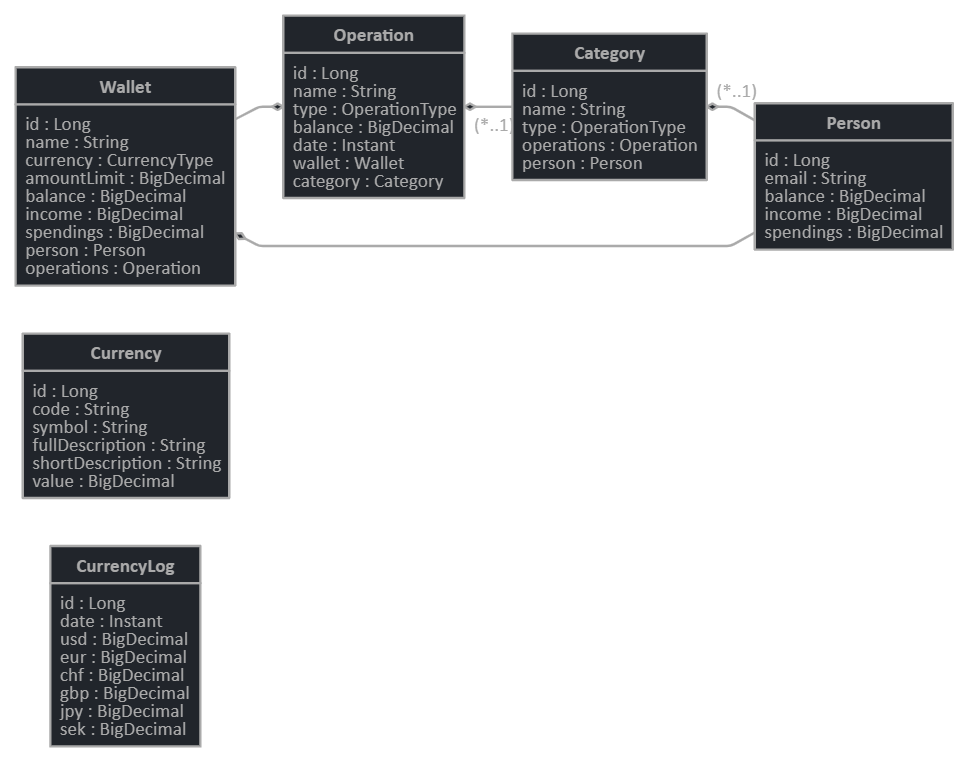 Wallet
id : Long
name : String
currency : CurrencyType
amountLimit : BigDecimal
balance : BigDecimal
income : BigDecimal
spendings : BigDecimal
person : Person
operations : Operation
Operation
id : Long
name : String
type : OperationType
balance : BigDecimal
date : Instant
wallet : Wallet
category : Category
(*..1)
Category
id : Long
name : String
type : OperationType
operations : Operation
person : Person
(*..1)
Person
id : Long
email : String
balance : BigDecimal
income : BigDecimal
spendings : BigDecimal
Currency
id : Long
code : String
symbol : String
fullDescription : String
shortDescription : String
value : BigDecimal
CurrencyLog
id : Long
date : Instant
usd : BigDecimal
eur : BigDecimal
chf : BigDecimal
gbp : BigDecimal
jpy : BigDecimal
sek : BigDecimal